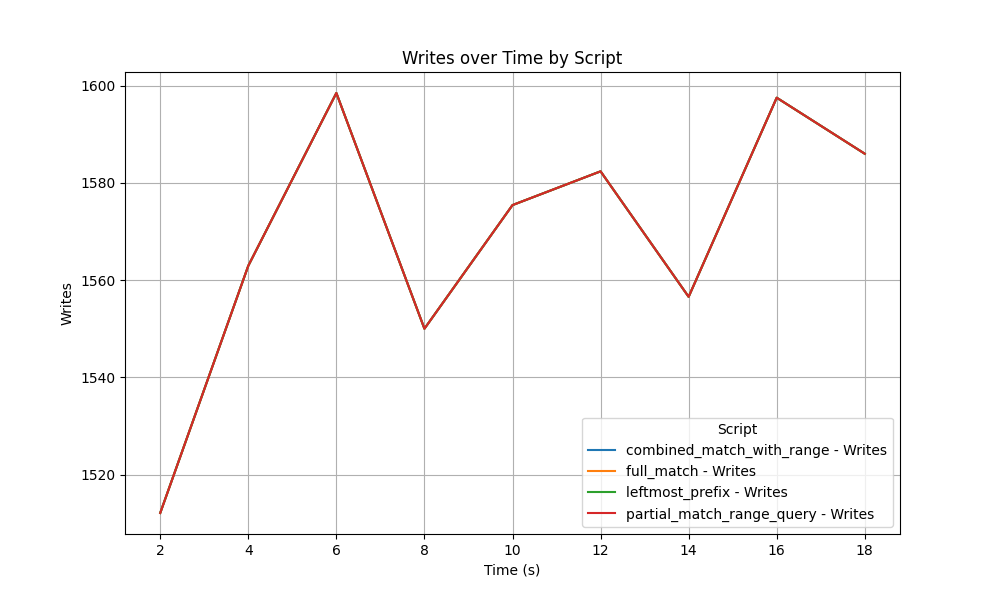 Writes over Time by Script
1600
1580
1560
1540
1520
Writes
2 4 6 8 10 12 14 16 18
Time (s)
Script
combined_match_with_range - Writes
full_match - Writes
leftmost_prefix - Writes
partial_match_range_query - Writes